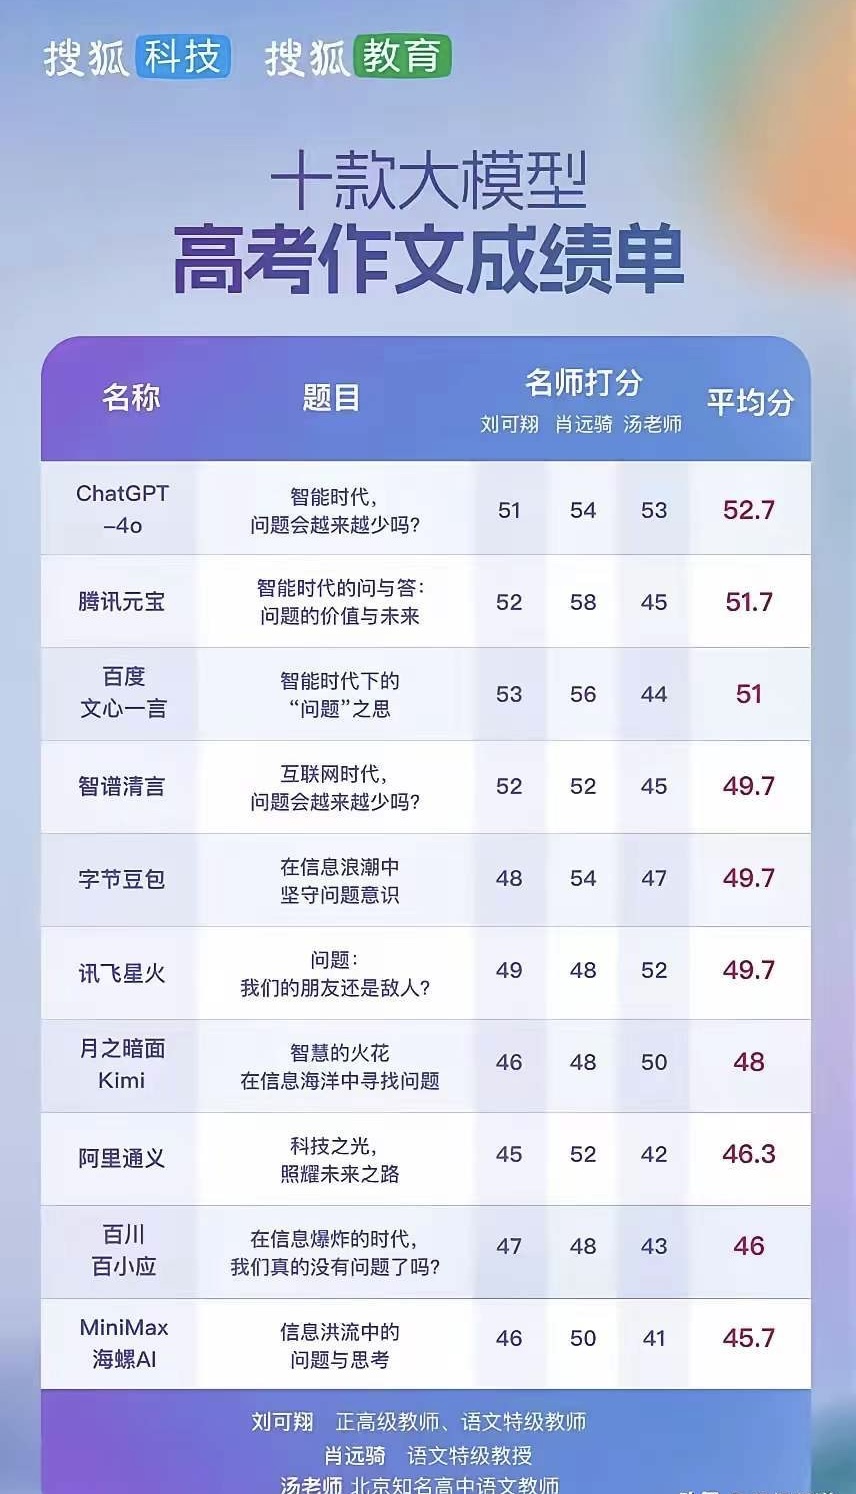 搜狐 科技 搜狐 教育
十款大模型
高考作文成绩单
名称 题目 名师打分 平均分
刘可翔 肖远骑 汤老师
ChatGPT
-4o
智能时代，
问题会越来越少吗？
51 54 53 52.7
腾讯元宝
智能时代的问与答：
问题的价值与未来
52 58 45 51.7
百度
文心一言
智能时代下的
“问题”之思
53 56 44 51
智谱清言
互联网时代，
问题会越来越少吗？
52 52 45 49.7
字节豆包
在信息浪潮中
坚守问题意识
48 54 47 49.7
讯飞星火
问题：
我们的朋友还是敌人？
49 48 52 49.7
月之暗面
Kimi
智慧的火花
在信息海洋中寻找问题
46 48 50 48
阿里通义
科技之光，
照耀未来之路
45 52 42 46.3
百川
百小应
在信息爆炸的时代，
我们真的没有问题了吗？
47 48 43 46
MiniMax
海螺AI
信息洪流中的
问题与思考
46 50 41 45.7
刘可翔 正高级教师、语文特级教师
肖远骑 语文特级教授
汤老师 北京知名高中语文教师